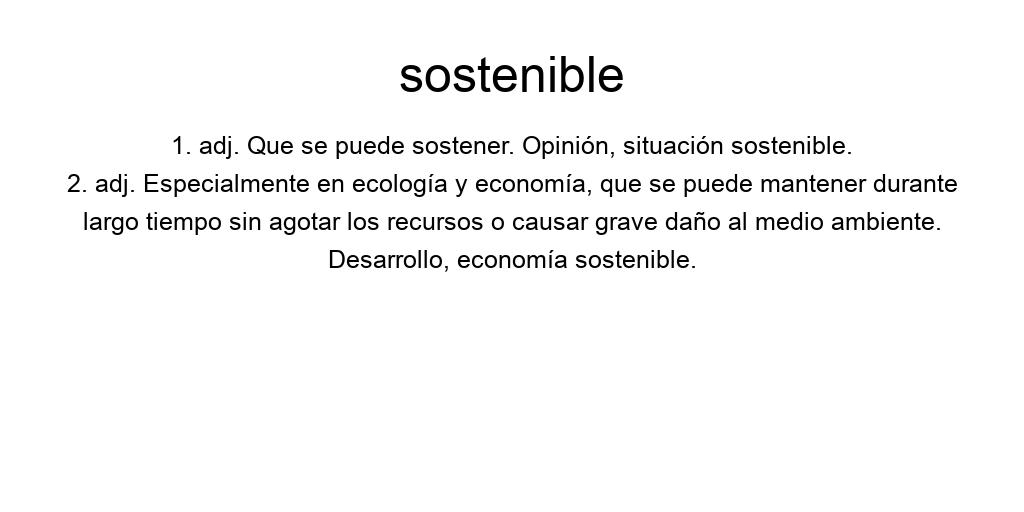 sostenible
1. adj. Que se puede sostener. Opinión, situación sostenible.
2. adj. Especialmente en ecología y economía, que se puede mantener durante
largo tiempo sin agotar los recursos o causar grave daño al medio ambiente.
Desarrollo, economía sostenible.